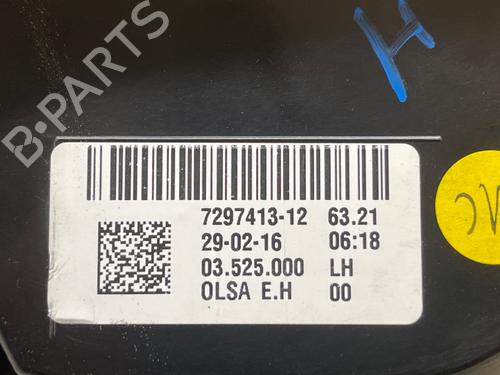 H
7297413-12 63.21
29-02-16 06:18
03.525.000 LH
OLSA E.H 00
B-PARTS